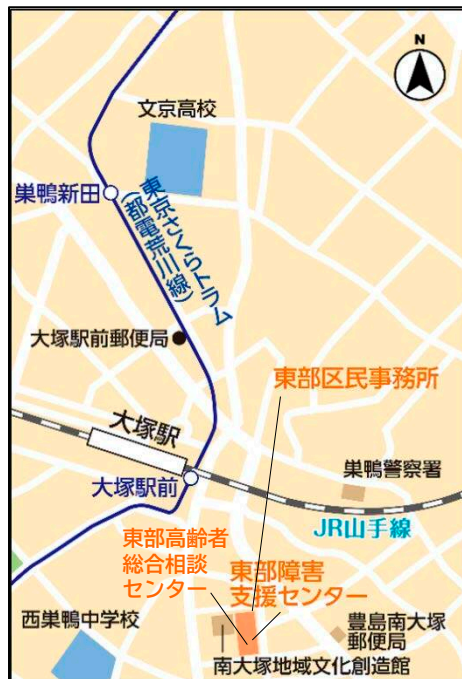 N
文京高校
巣鴨新田
東京さくらトラム
(都電荒川線)
大塚駅前郵便局
東部区民事務所
大塚駅
巣鴨警察署
大塚駅前
JR山手線
東部高齢者
総合相談
センター
東部障害
支援センター
西巣鴨中学校
豊島南大塚
郵便局
南大塚地域文化創造館